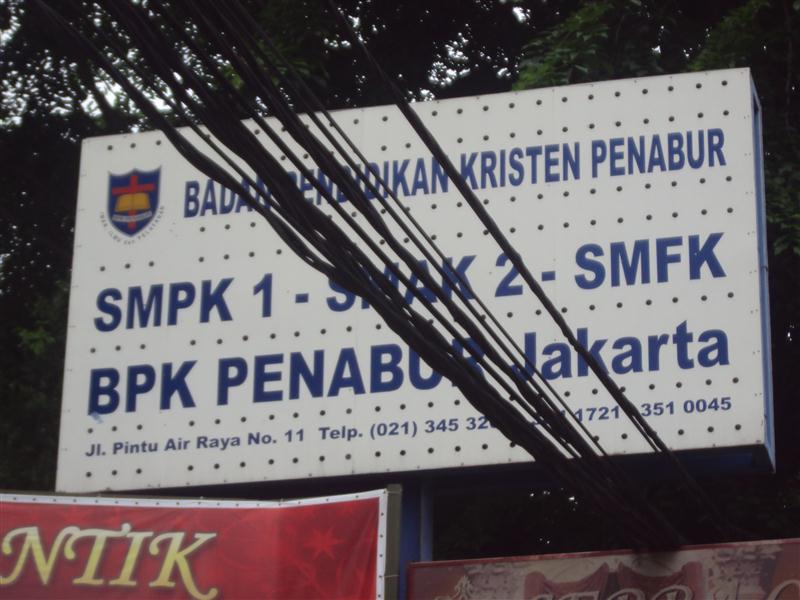 BADAN PENDIDIKAN KRISTEN PENABUR
SMPK 1 - SMAK 2 - SMFK
BPK PENABUR Jakarta
Jl. Pintu Air Raya No. 11 Telp. (021) 345 1721 351 0045
NTIK